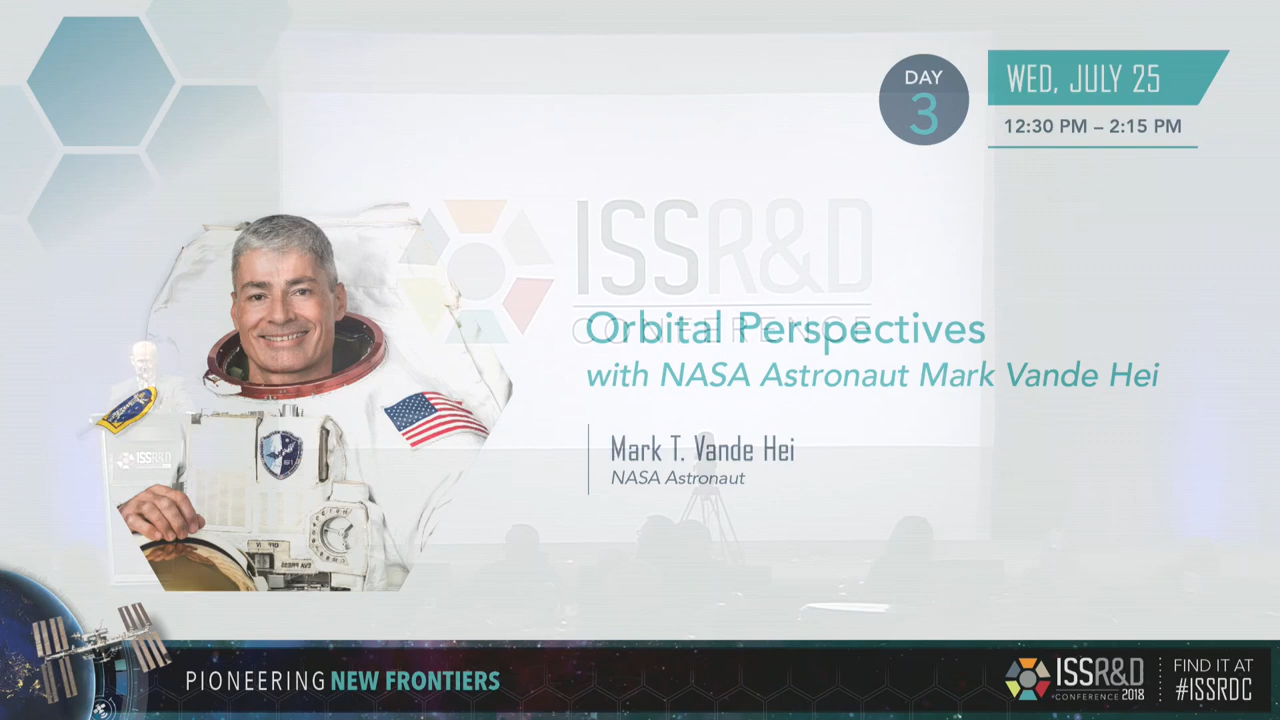 DAY
3
WED, JULY 25
12:30 PM – 2:15 PM
ISSR&D
CONFERENCE
Orbital Perspectives
with NASA Astronaut Mark Vande Hei
Mark T. Vande Hei
NASA Astronaut
ISSR&D
PIONEERING NEW FRONTIERS
ISSR&D
CONFERENCE 2018
FIND IT AT
#ISSRDC